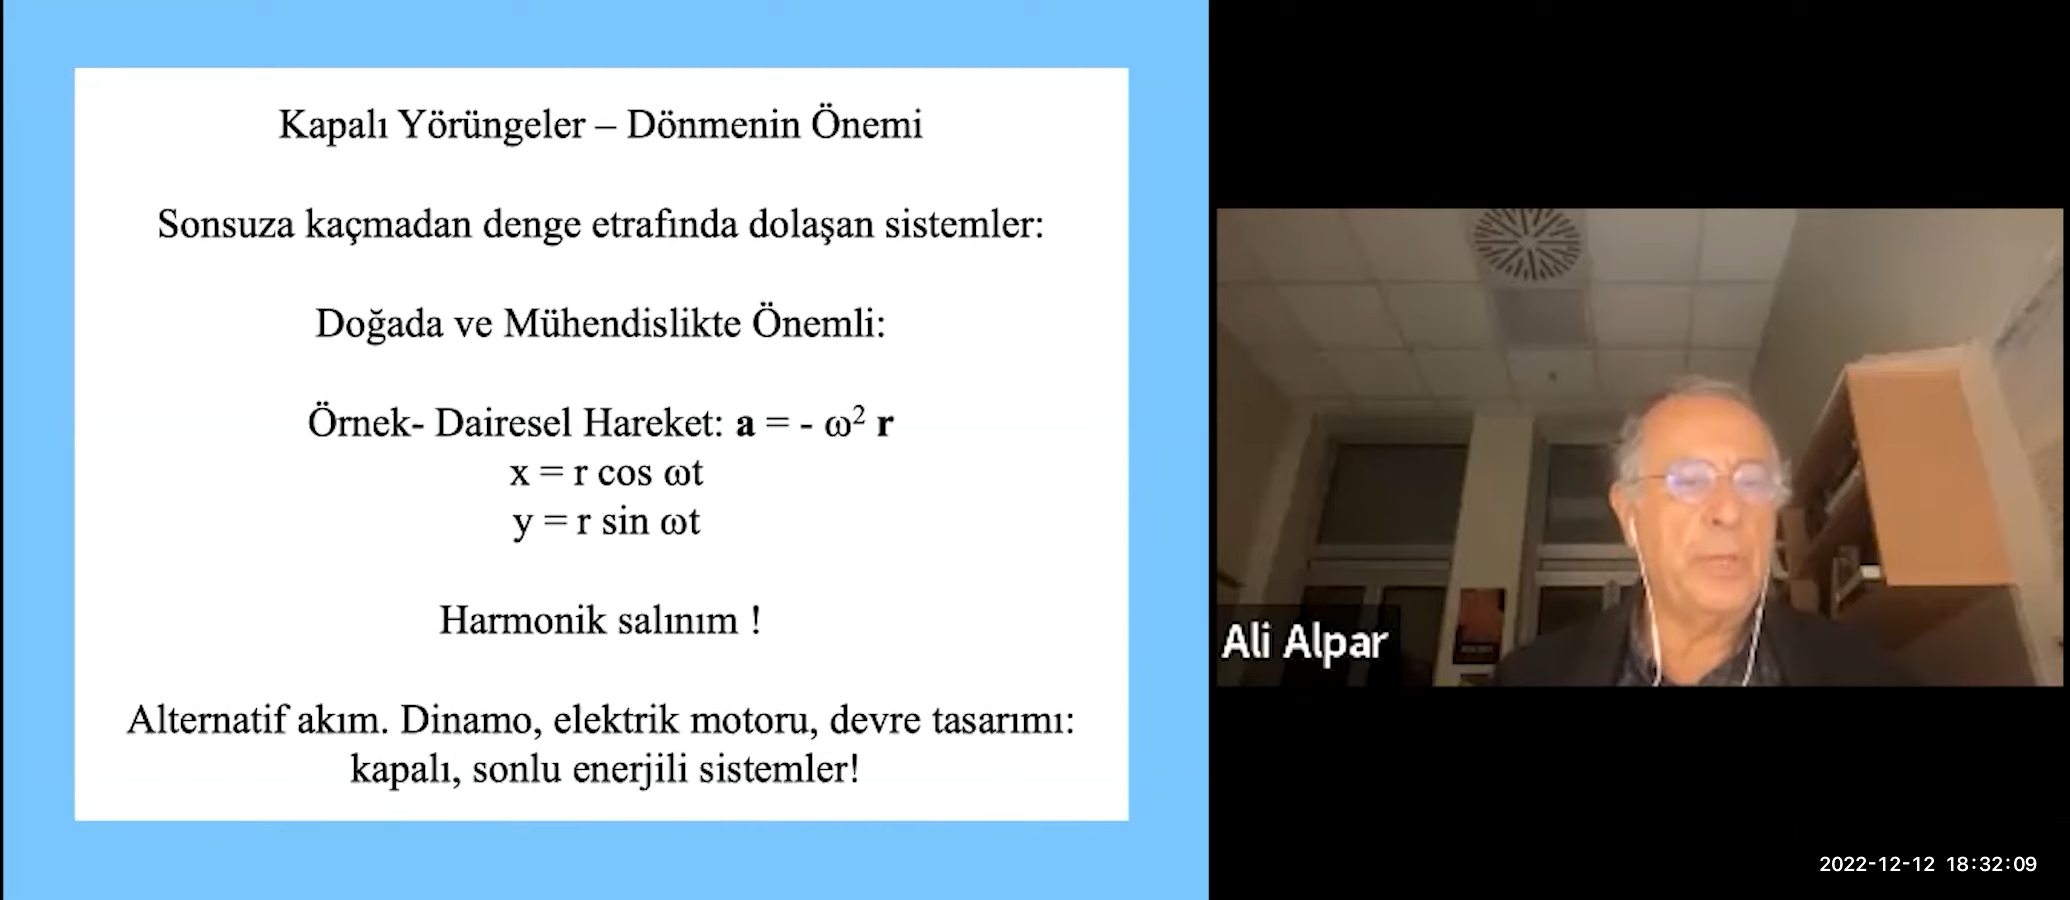 Kapalı Yörüngeler – Dönmenin Önemi
Sonsuza kaçmadan denge etrafında dolaşan sistemler:
Doğada ve Mühendislikte Önemli:
Örnek- Dairesel Hareket: a = - ω² r
x = r cos ωt
y = r sin ωt
Harmonik salınım !
Alternatif akım. Dinamo, elektrik motoru, devre tasarımı:
kapalı, sonlu enerjili sistemler!
Ali Alpar
2022-12-12 18:32:09